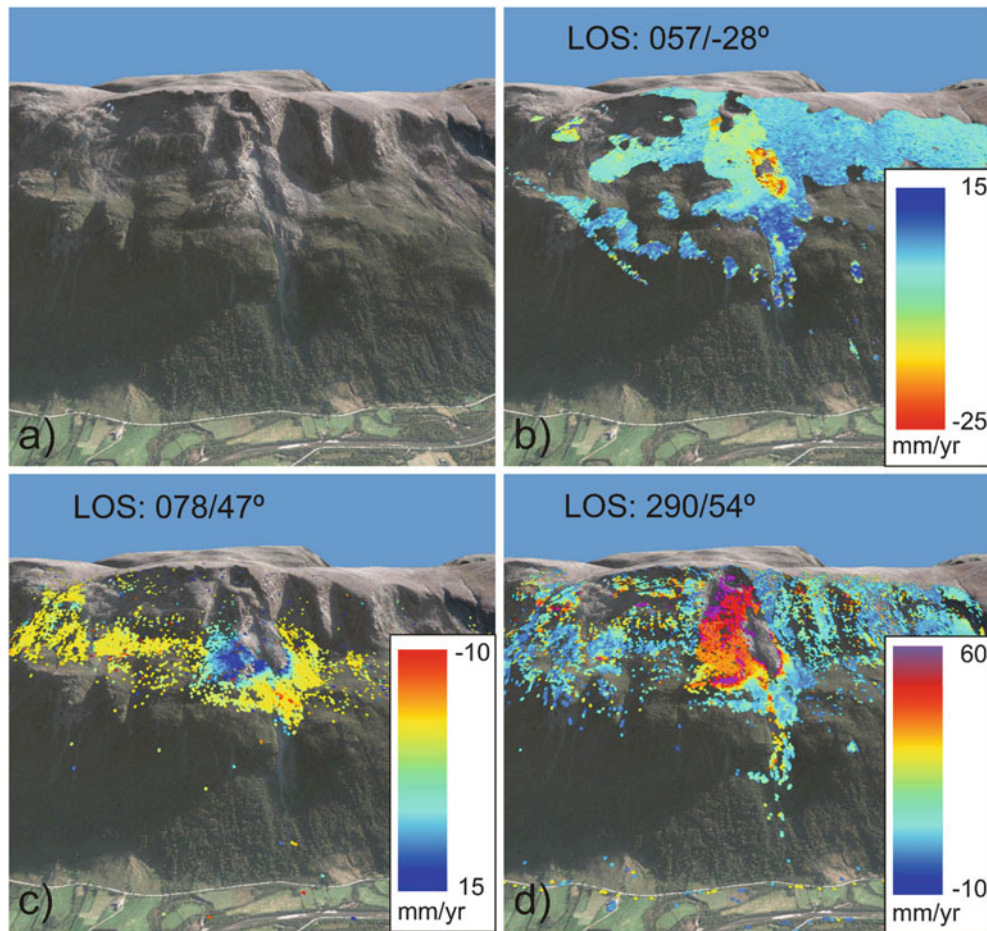 a)
LOS: 057/-28º
15
-25
mm/yr
b)
LOS: 078/47º
-10
15
mm/yr
c)
LOS: 290/54º
60
-10
mm/yr
d)